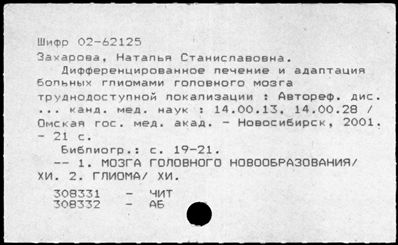 Шифр 02-62125
Захарова, Наталья Станиславовна.
Дифференцированное лечение и адаптация
больных глиомами головного мозга
труднодоступной локализации : Автореф. дис.
... канд. мед. наук : 14.00.13, 14.00.28 /
Омская гос. мед. акад. - Новосибирск, 2001.
- 21 с.
Библиогр.: с. 19-21.
-- 1. МОЗГА ГОЛОВНОГО НОВООБРАЗОВАНИЯ/
ХИ. 2. ГЛИОМА/ ХИ.
308331 - ЧИТ
308332 - АБ